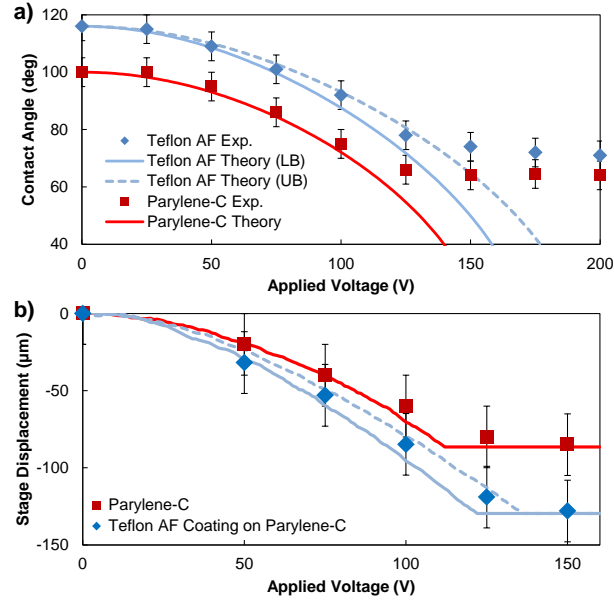 a)
120
100
80
60
40
Contact Angle (deg)
Teflon AF Exp.
Teflon AF Theory (LB)
Teflon AF Theory (UB)
Parylene-C Exp.
Parylene-C Theory
0 50 100 150 200
Applied Voltage (V)
b)
0
-50
-100
-150
Stage Displacement (µm)
Parylene-C
Teflon AF Coating on Parylene-C
0 50 100 150
Applied Voltage (V)